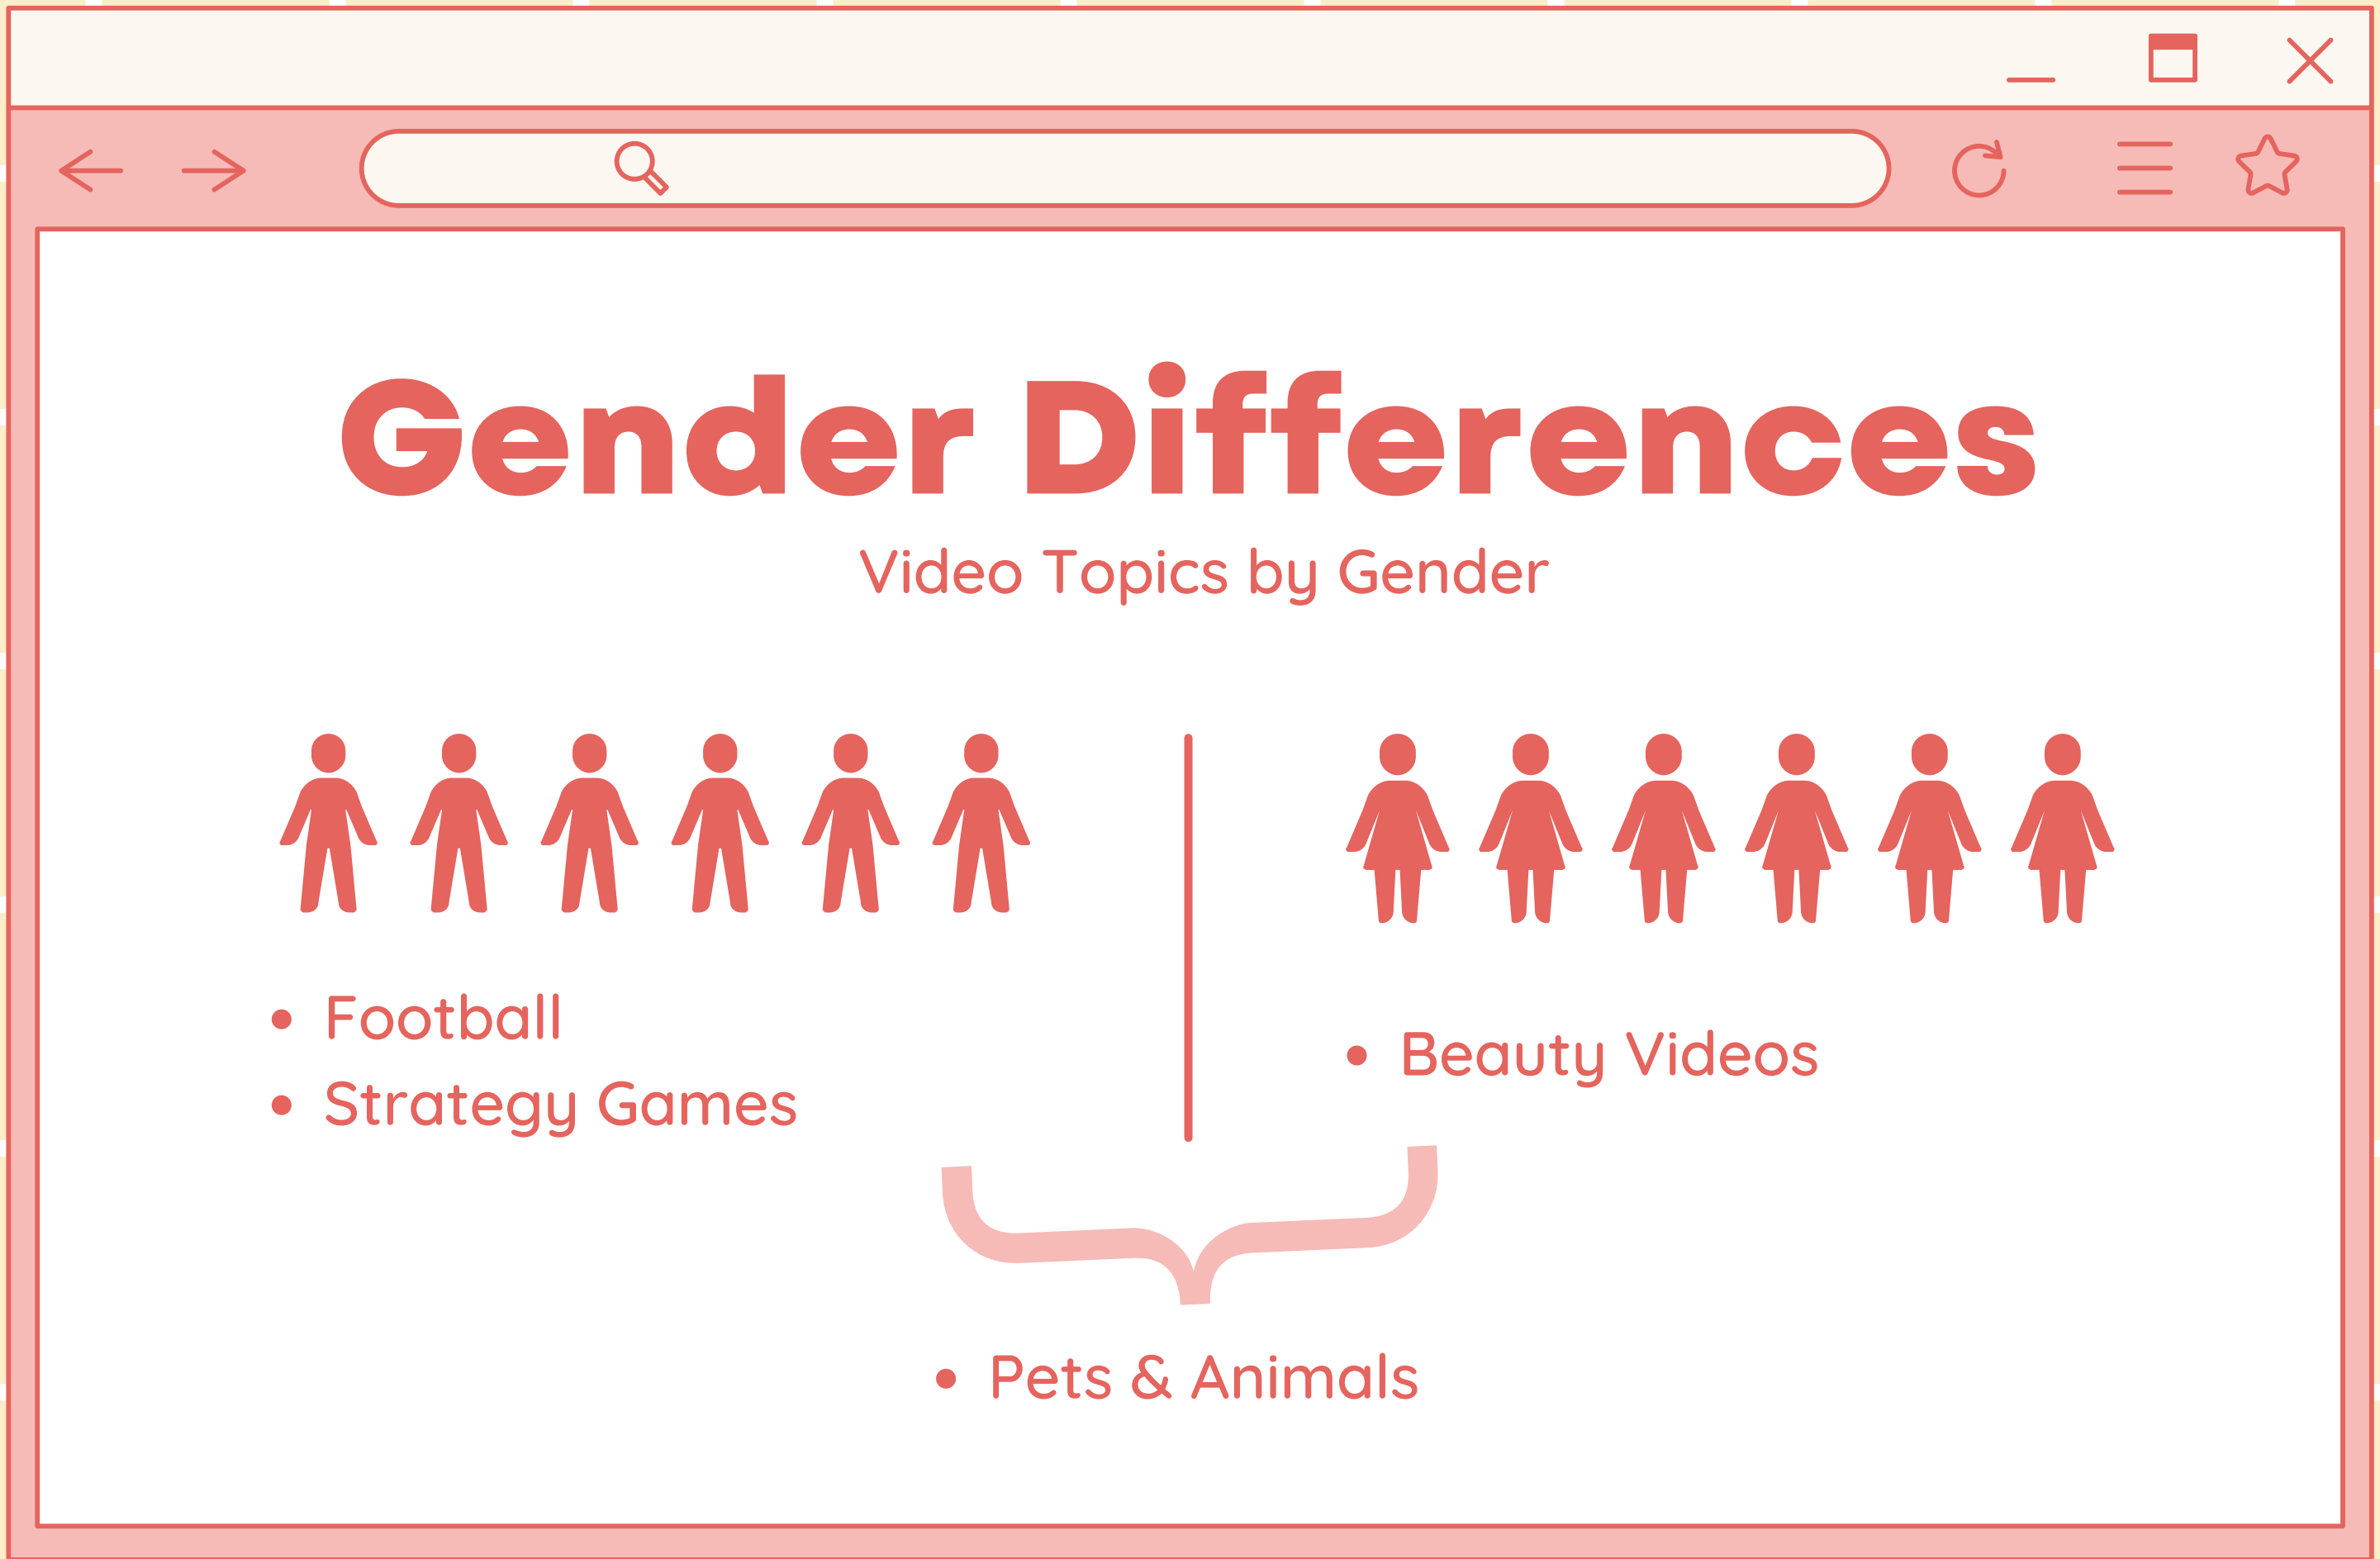 Gender Differences
Video Topics by Gender
• Football
• Strategy Games
• Beauty Videos
• Pets & Animals